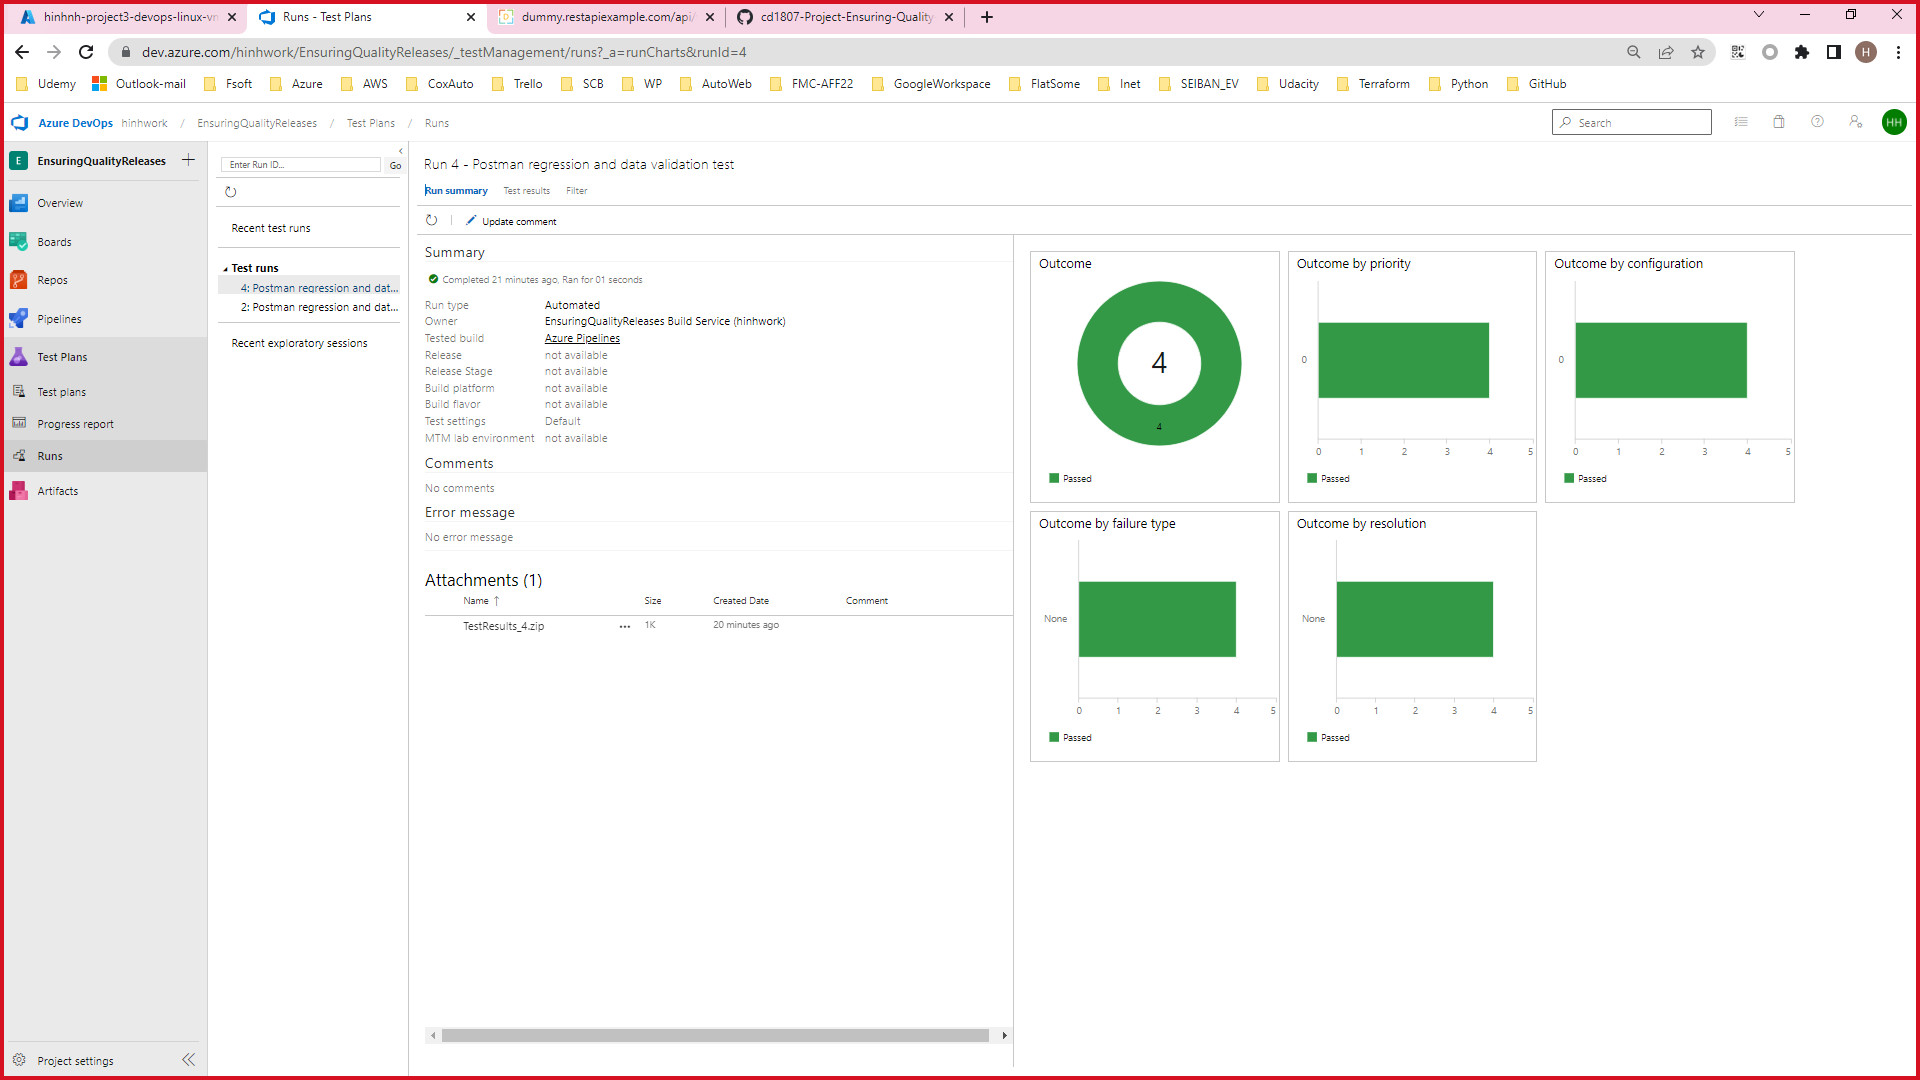 hinhnh-project3-devops-linux-vn
Runs - Test Plans
dummy.restapiexample.com/api/
cd1807-Project-Ensuring-Quality
dev.azure.com/hinhwork/EnsuringQualityReleases/_testManagement/runs?_a=runCharts&runId=4
H
Udemy Outlook-mail Fsoft Azure AWS CoxAuto Trello SCB WP AutoWeb FMC-AFF22 GoogleWorkspace FlatSome Inet SEIBAN_EV Udacity Terraform Python GitHub
Azure DevOps hinhwork / EnsuringQualityReleases / Test Plans / Runs
Search
HH
E EnsuringQualityReleases
Overview
Boards
Repos
Pipelines
Test Plans
Test plans
Progress report
Runs
Artifacts
Project settings
Enter Run ID...
Go
Recent test runs
Test runs
4: Postman regression and dat...
2: Postman regression and dat...
Recent exploratory sessions
Run 4 - Postman regression and data validation test
Run summary Test results Filter
Update comment
Summary
Completed 21 minutes ago, Ran for 01 seconds
Run type Automated
Owner EnsuringQualityReleases Build Service (hinhwork)
Tested build Azure Pipelines
Release not available
Release Stage not available
Build platform not available
Build flavor not available
Test settings Default
MTM lab environment not available
Comments
No comments
Error message
No error message
Attachments (1)
Name ↑ Size Created Date Comment
TestResults_4.zip ... 1K 20 minutes ago
Outcome
4
4
Passed
Outcome by priority
0
0 1 2 3 4 5
Passed
Outcome by configuration
0
0 1 2 3 4 5
Passed
Outcome by failure type
None
0 1 2 3 4 5
Passed
Outcome by resolution
None
0 1 2 3 4 5
Passed